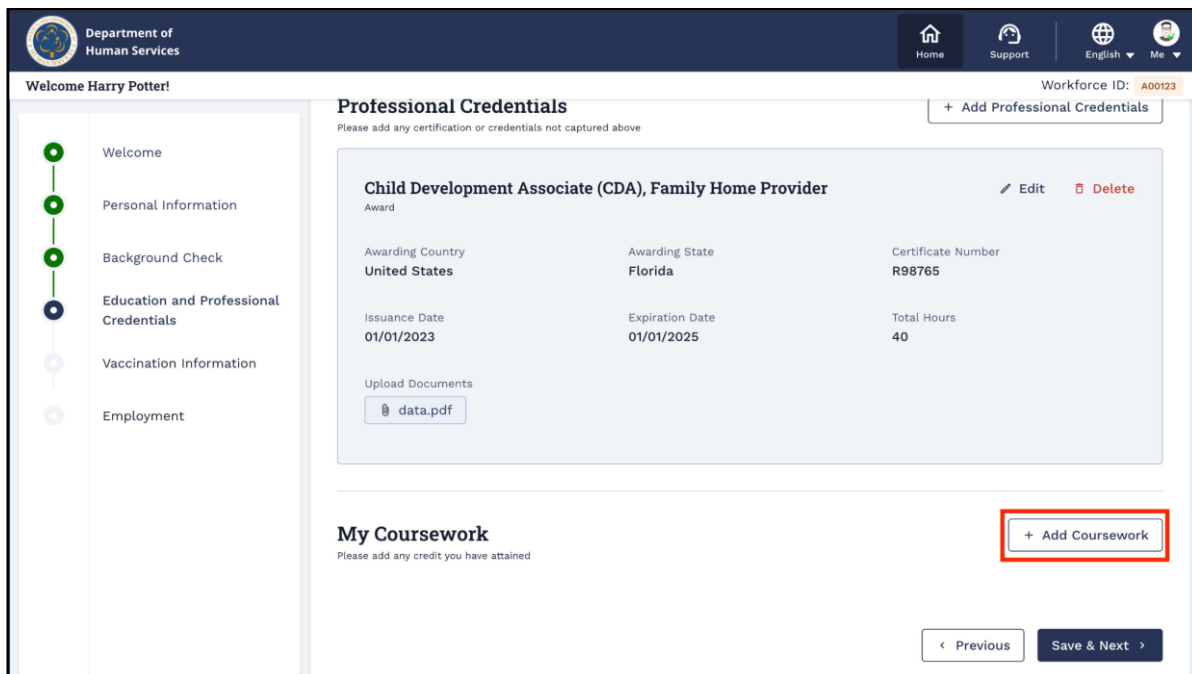 Department of
Human Services
Home
Support
English
Me
Welcome Harry Potter!
Workforce ID: A00123
Welcome
Personal Information
Background Check
Education and Professional
Credentials
Vaccination Information
Employment
Professional Credentials
+ Add Professional Credentials
Please add any certification or credentials not captured above
Child Development Associate (CDA), Family Home Provider
Edit
Delete
Award
Awarding Country
United States
Awarding State
Florida
Certificate Number
R98765
Issuance Date
01/01/2023
Expiration Date
01/01/2025
Total Hours
40
Upload Documents
data.pdf
My Coursework
+ Add Coursework
Please add any credit you have attained
< Previous
Save & Next >